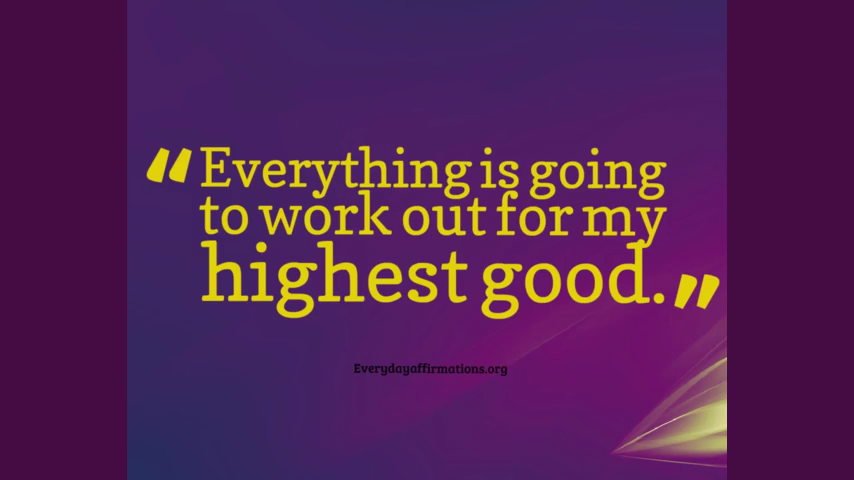 “Everything is going
to work out for my
highest good.”
Everydayaffirmations.org